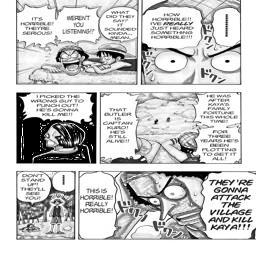 IT'S
HORRIBLE!!
THEY'RE
SERIOUS!
WEREN'T
YOU
LISTENING!?
WHAT
DID THEY
SAY?
IT
SOUNDED
KINDA...
MEAN...
HOW
HORRIBLE!!
I'VE REALLY
JUST HEARD
SOMETHING
HORRIBLE!!!
I PICKED THE
WRONG GUY TO
PUNCH OUT!
HE'S GONNA
KILL ME!!
THAT
BUTLER
IS
CAPTAIN
KURO!
HE'S
STILL
ALIVE!!
HE WAS
AFTER
KAYA'S
FAMILY
FORTUNE
THIS WHOLE
TIME!!
FOR
THREE
YEARS HE'S
BEEN
PLOTTING
TO GET IT
ALL!
DON'T
STAND
UP!
THEY'LL
SEE
YOU!
!
THIS IS
HORRIBLE!
REALLY
HORRIBLE!
THEY'RE
GONNA
ATTACK
THE
VILLAGE
AND KILL
KAYA!!!